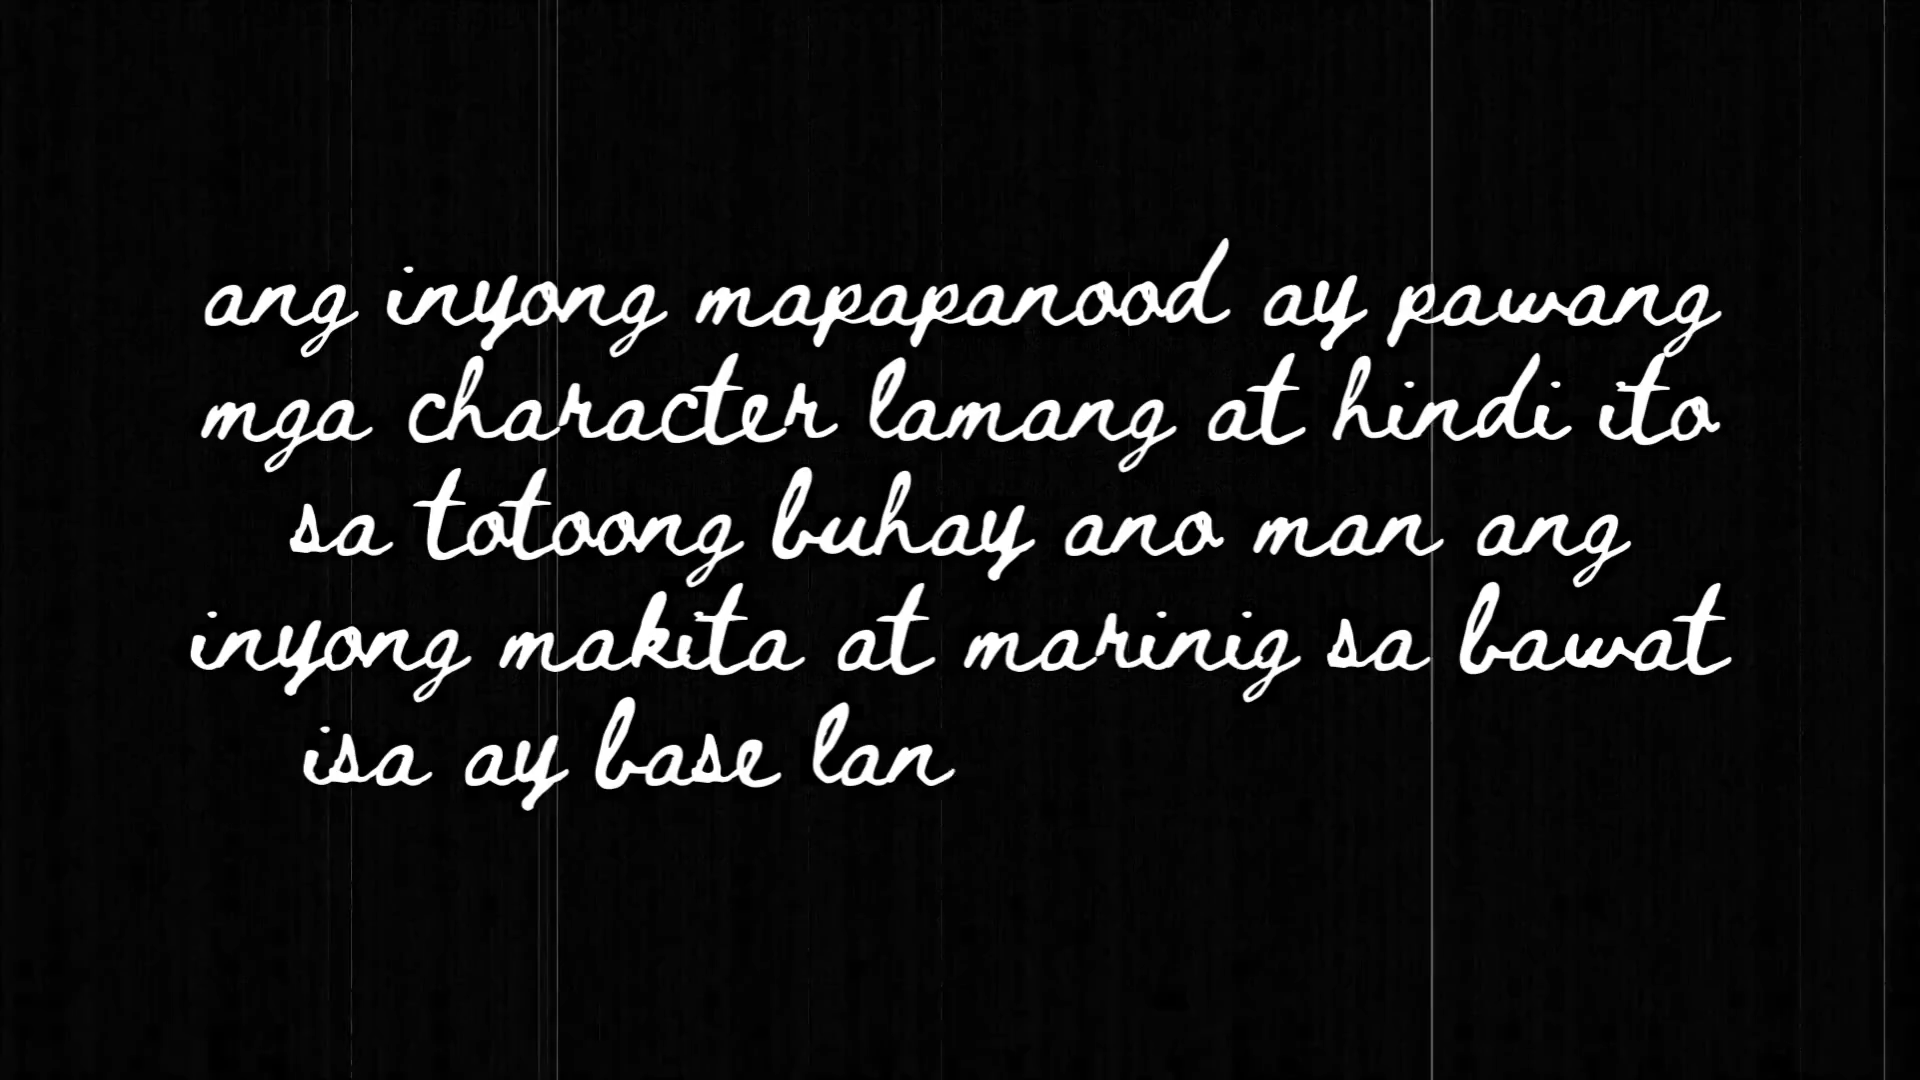 ang inyong mapapanood ay pawang
mga character lamang at hindi ito
sa totoong buhay ano man ang
inyong makita at marinig sa bawat
isa ay base lan